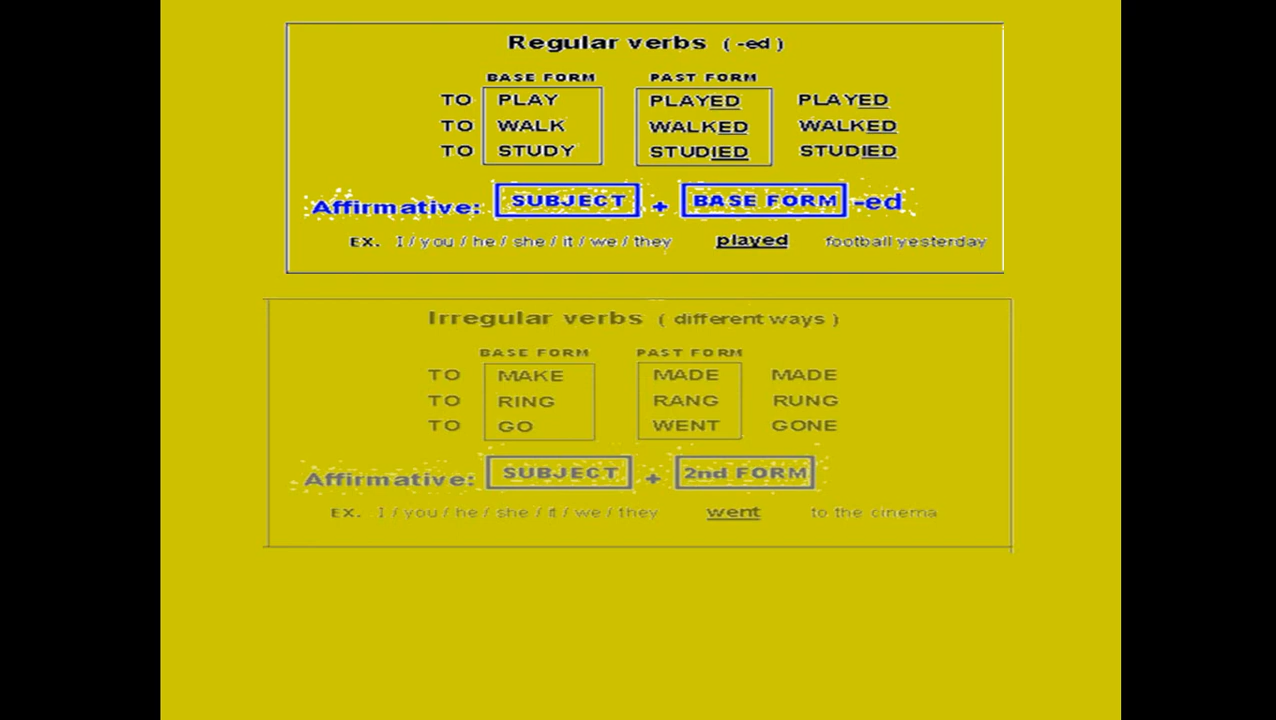 Regular verbs ( -ed )
BASE FORM PAST FORM
TO PLAY PLAYED PLAYED
TO WALK WALKED WALKED
TO STUDY STUDIED STUDIED
Affirmative: SUBJECT + BASE FORM -ed
EX. I / you / he / she / it / we / they played football yesterday
Irregular verbs ( different ways )
BASE FORM PAST FORM
TO MAKE MADE MADE
TO RING RANG RUNG
TO GO WENT GONE
Affirmative: SUBJECT + 2nd FORM
EX. I / you / he / she / it / we / they went to the cinema